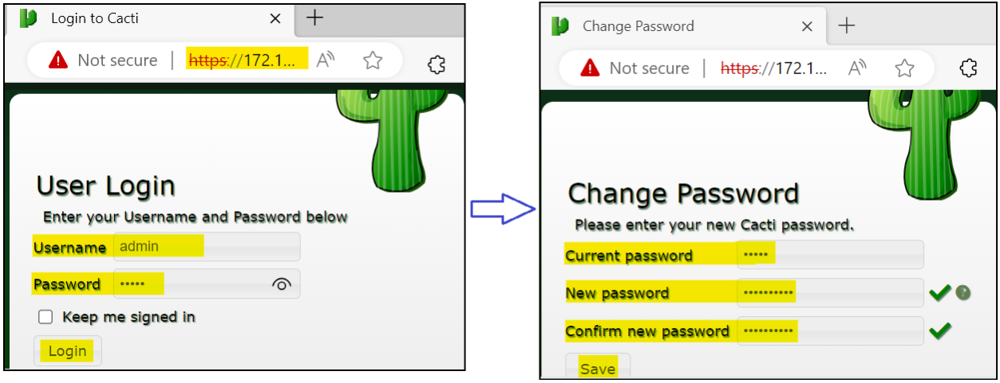 Login to Cacti
Not secure | https://172.1...
User Login
Enter your Username and Password below
Username admin
Password •••••
Keep me signed in
Login
Change Password
Not secure | https://172.1...
Change Password
Please enter your new Cacti password.
Current password •••••
New password ••••••••••
Confirm new password ••••••••••
Save